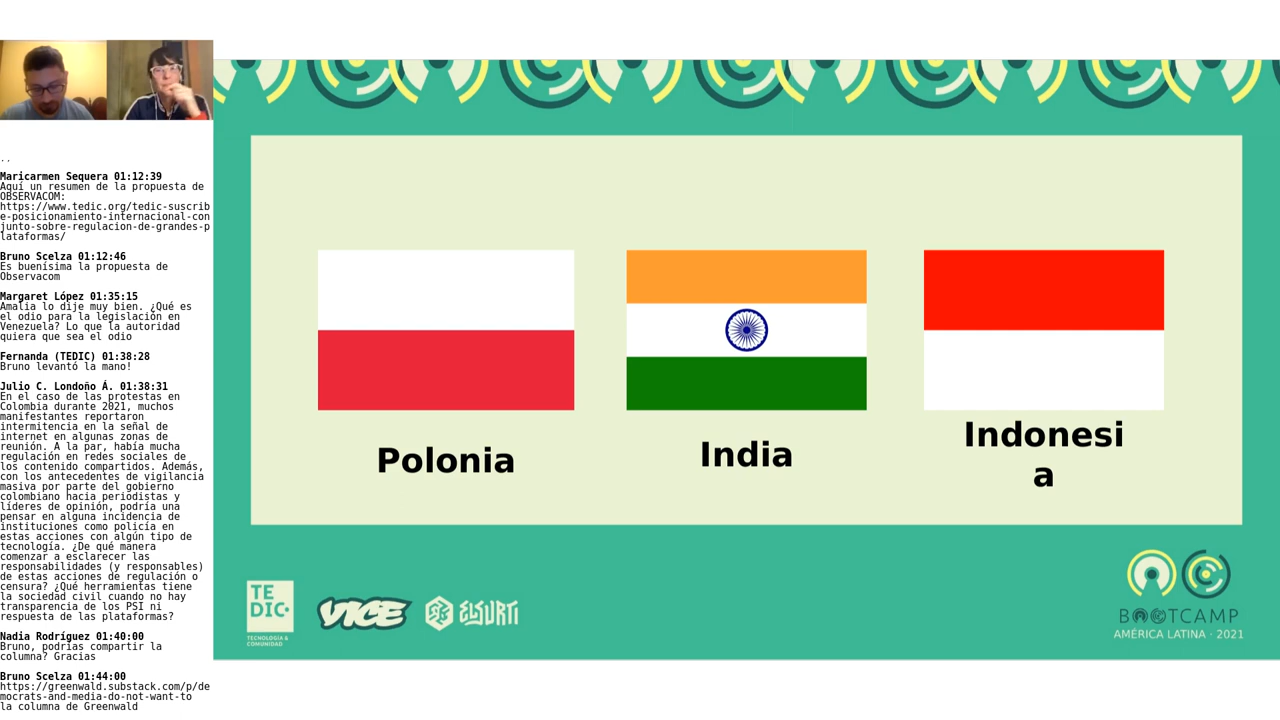 ..
Maricarmen Sequera 01:12:39
Aquí un resumen de la propuesta de
OBSERVACOM:
https://www.tedic.org/tedic-suscrib
e-posicionamiento-internacional-con
junto-sobre-regulacion-de-grandes-p
lataformas/
Bruno Scelza 01:12:46
Es buenísima la propuesta de
Observacom
Margaret López 01:35:15
Amalia lo dije muy bien. ¿Qué es
el odio para la legislación en
Venezuela? Lo que la autoridad
quiera que sea el odio
Fernanda (TEDIC) 01:38:28
Bruno levantó la mano!
Julio C. Londoño Á. 01:38:31
En el caso de las protestas en
Colombia durante 2021, muchos
manifestantes reportaron
intermitencia en la señal de
internet en algunas zonas de
reunión. A la par, había mucha
regulación en redes sociales de
los contenido compartidos. Además,
con los antecedentes de vigilancia
masiva por parte del gobierno
colombiano hacia periodistas y
líderes de opinión, podría una
pensar en alguna incidencia de
instituciones como policía en
estas acciones con algún tipo de
tecnología. ¿De qué manera
comenzar a esclarecer las
responsabilidades (y responsables)
de estas acciones de regulación o
censura? ¿Qué herramientas tiene
la sociedad civil cuando no hay
transparencia de los PSI ni
respuesta de las plataformas?
Nadia Rodríguez 01:40:00
Bruno, podrías compartir la
columna? Gracias
Bruno Scelza 01:44:00
https://greenwald.substack.com/p/de
mocrats-and-media-do-not-want-to
la columna de Greenwald
Polonia
India
Indonesi
a
TE
DIC
TECNOLOGÍA &
COMUNIDAD
VICE
ELSURTI
BOOTCAMP
AMÉRICA LATINA · 2021